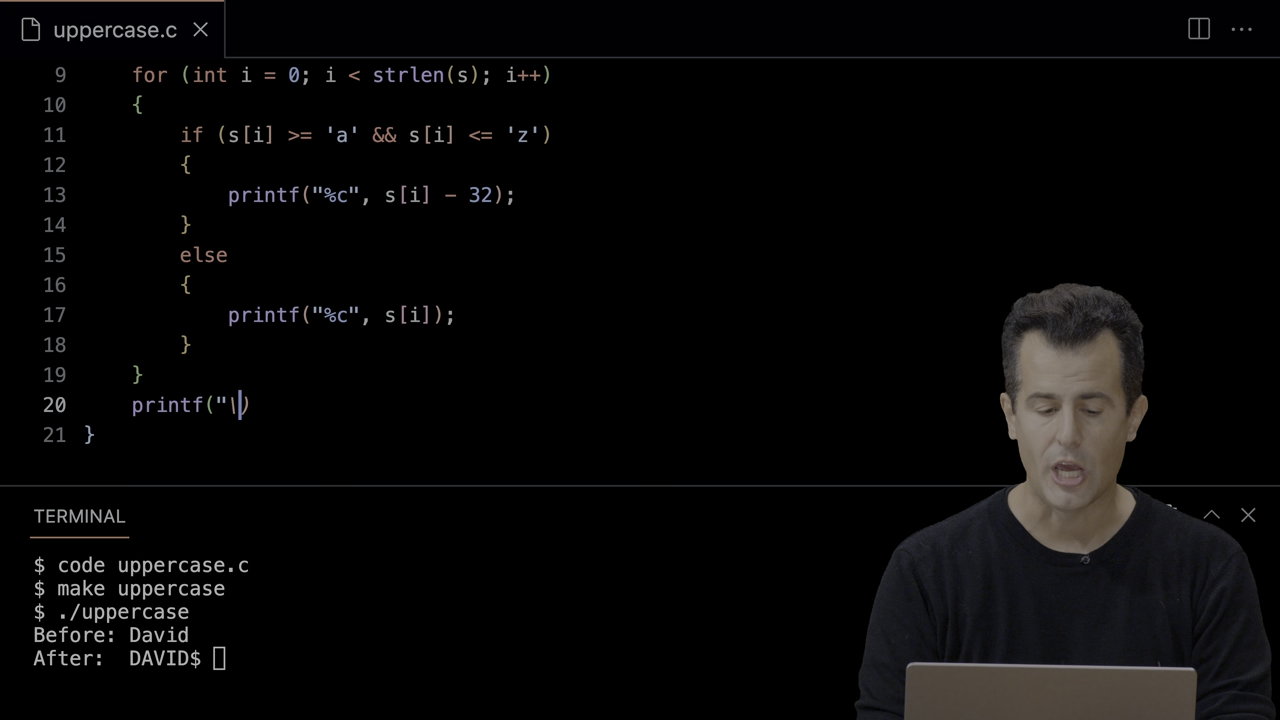 uppercase.c
9 for (int i = 0; i < strlen(s); i++)
10 {
11 if (s[i] >= 'a' && s[i] <= 'z')
12 {
13 printf("%c", s[i] - 32);
14 }
15 else
16 {
17 printf("%c", s[i]);
18 }
19 }
20 printf("\)
21 }
TERMINAL
$ code uppercase.c
$ make uppercase
$ ./uppercase
Before: David
After:  DAVID$